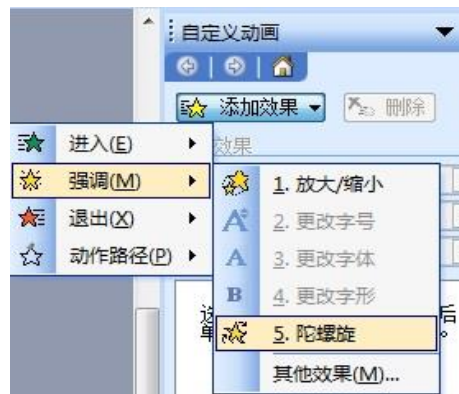 自定义动画
添加效果 删除
进入(E) 效果
强调(M) 1. 放大/缩小
退出(X) 2. 更改字号
动作路径(P) 3. 更改字体
4. 更改字形
5. 陀螺旋
后
其他效果(M)...